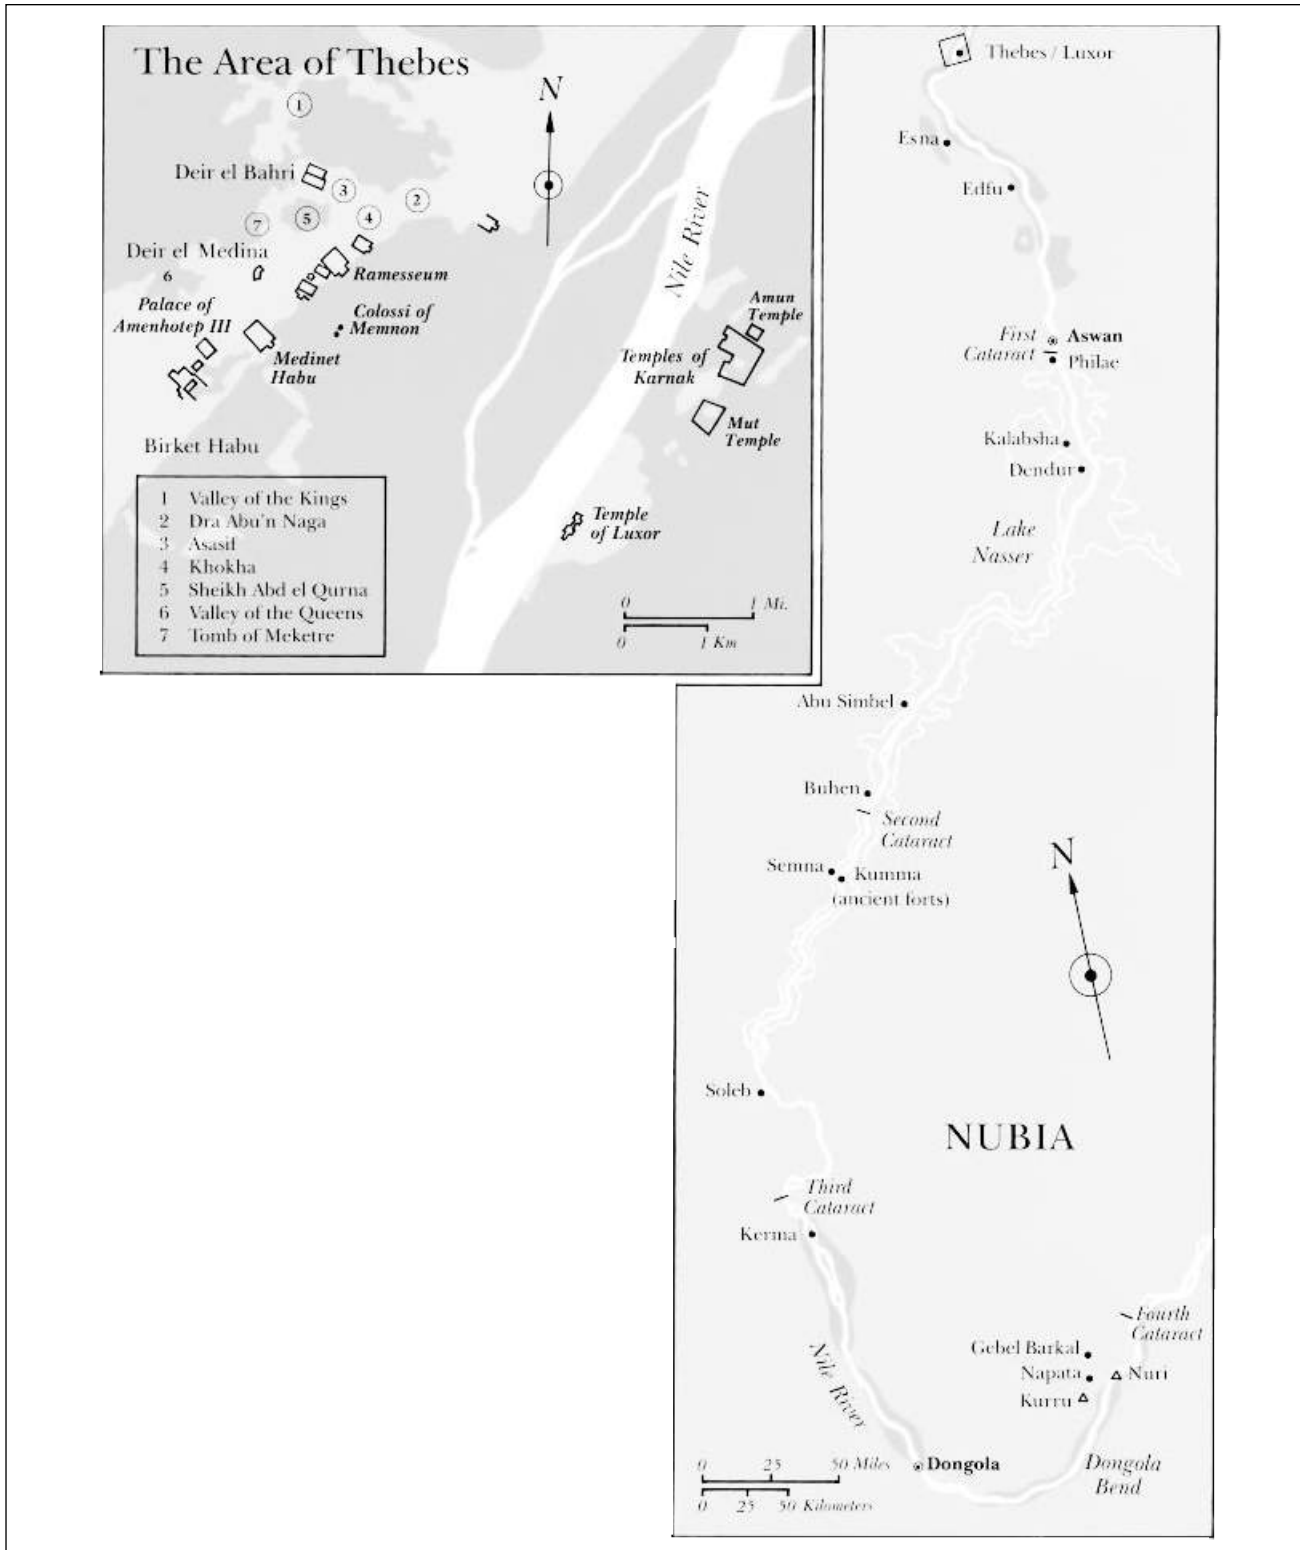 The Area of Thebes
1
N
Deir el Bahri
3
2
5
4
7
Deir el Medina
6
Ramesseum
Palace of
Amenhotep III
Colossi of
Memnon
Medinet
Habu
Nile River
Amun
Temple
Temples of
Karnak
Mut
Temple
Birket Habu
1 Valley of the Kings
2 Dra Abu'n Naga
3 Asasif
4 Khokha
5 Sheikh Abd el Qurna
6 Valley of the Queens
7 Tomb of Meketre
Temple
of Luxor
0 1 Mi.
0 1 Km
Thebes / Luxor
Esna
Edfu
First
Cataract
Aswan
Philae
Kalabsha
Dendur
Lake
Nasser
Abu Simbel
Buhen
Second
Cataract
Semna
Kumma
(ancient forts)
N
Soleb
NUBIA
Third
Cataract
Kerma
Fourth
Cataract
Gebel Barkal
Napata
Nuri
Kurru
Nile River
Dongola
Dongola
Bend
0 25 50 Miles
0 25 50 Kilometers